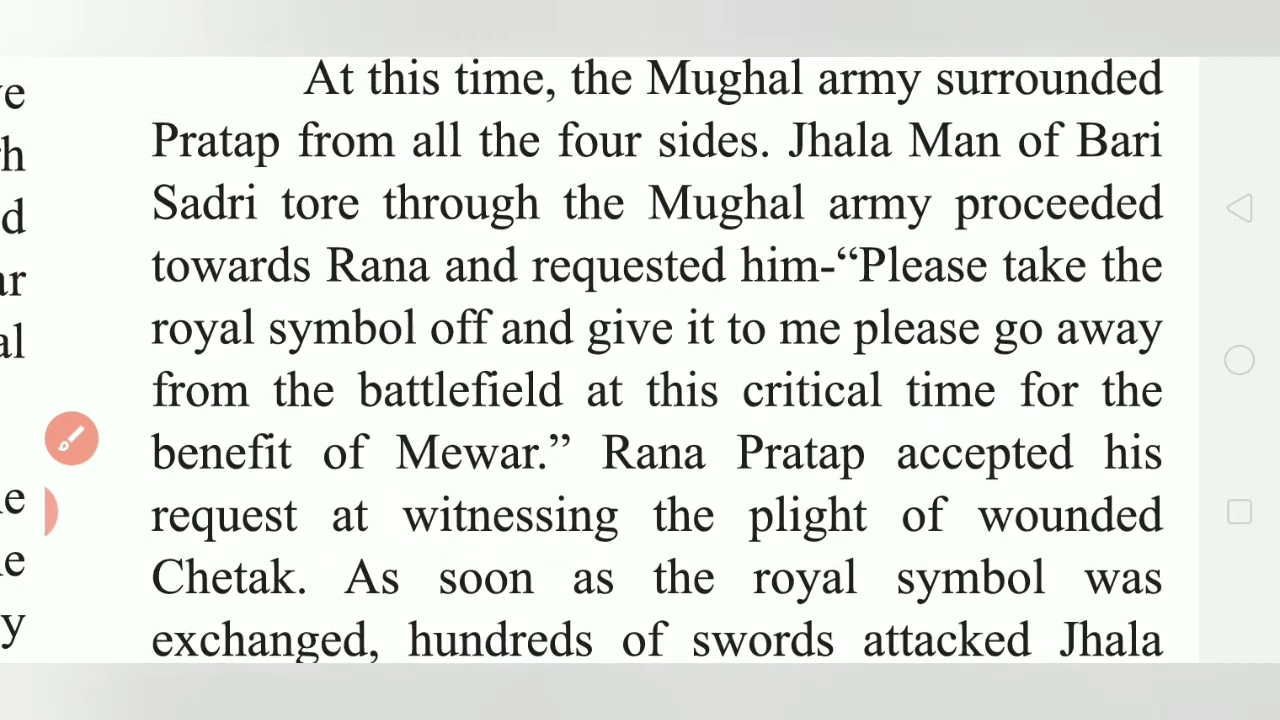 At this time, the Mughal army surrounded
Pratap from all the four sides. Jhala Man of Bari
Sadri tore through the Mughal army proceeded
towards Rana and requested him-“Please take the
royal symbol off and give it to me please go away
from the battlefield at this critical time for the
benefit of Mewar.” Rana Pratap accepted his
request at witnessing the plight of wounded
Chetak. As soon as the royal symbol was
exchanged, hundreds of swords attacked Jhala